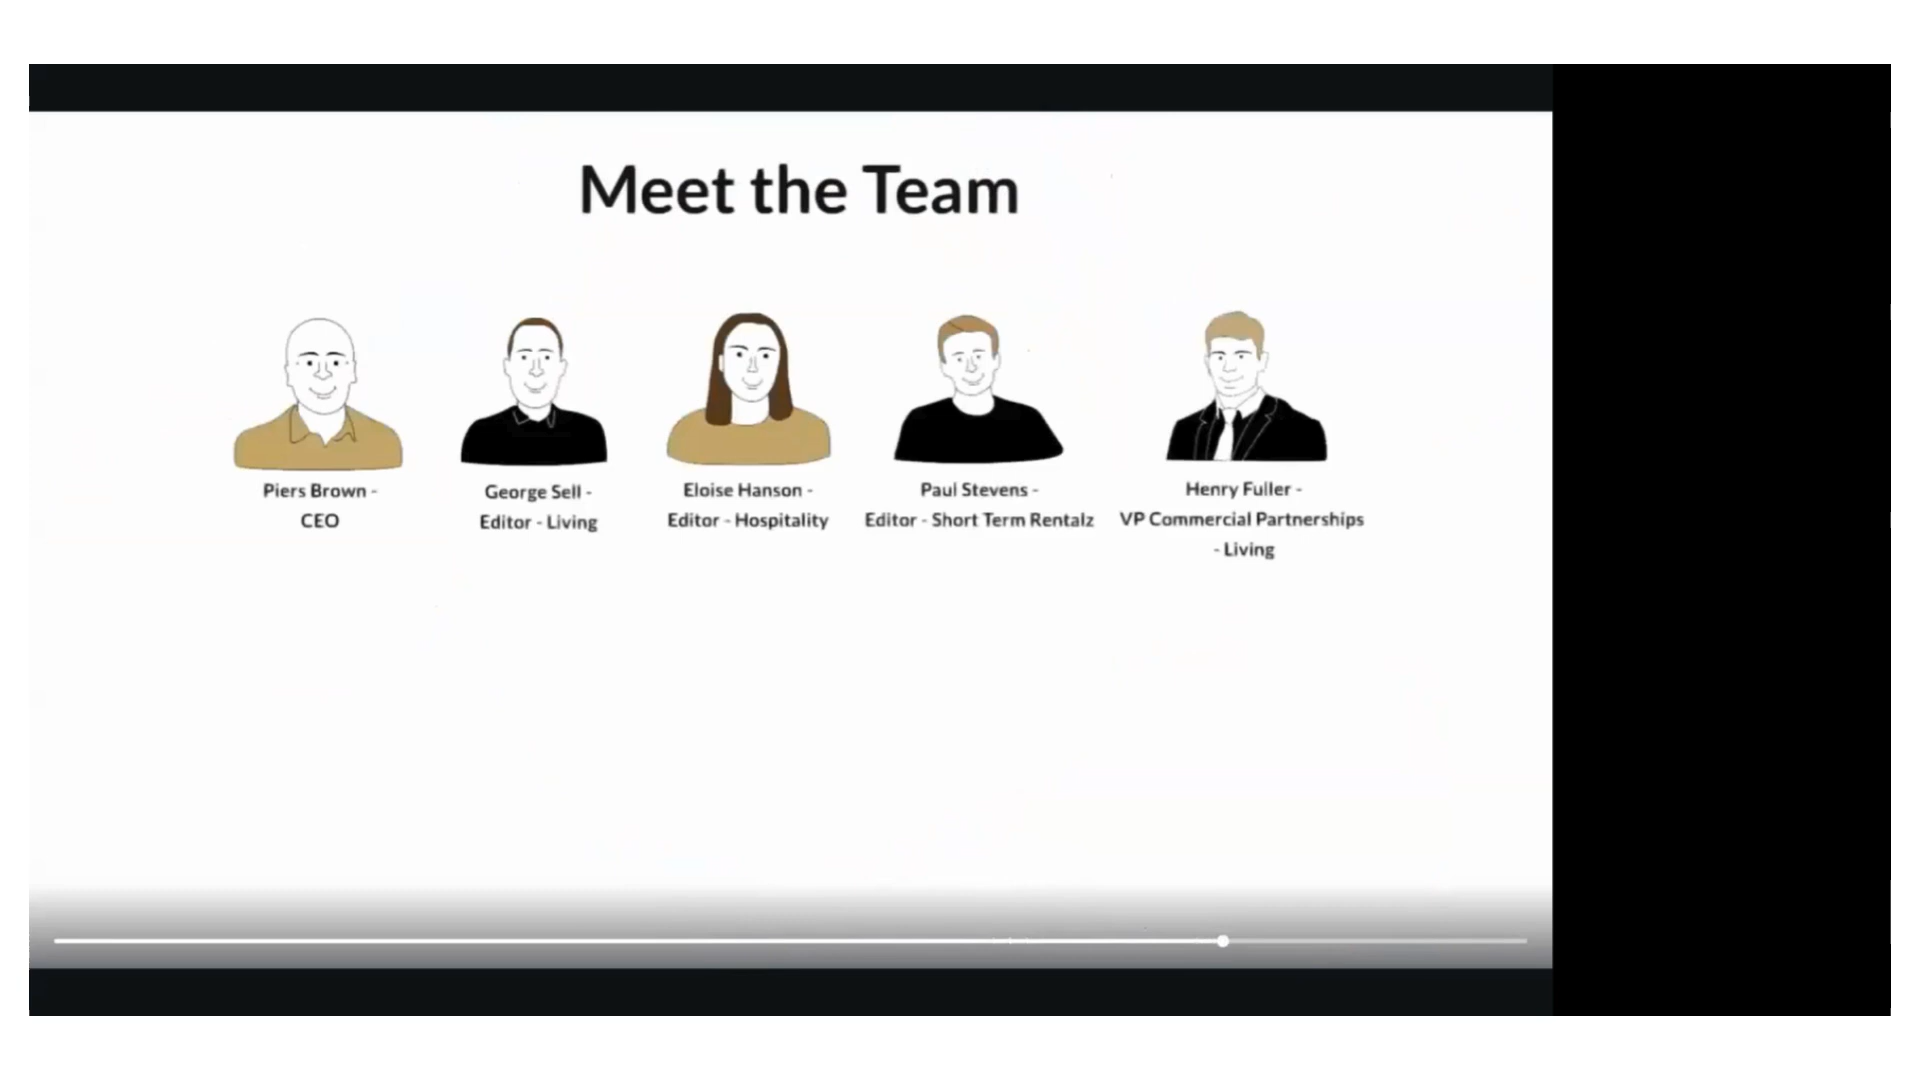 Meet the Team
Piers Brown -
CEO
George Sell -
Editor - Living
Eloise Hanson -
Editor - Hospitality
Paul Stevens -
Editor - Short Term Rentalz
Henry Fuller -
VP Commercial Partnerships
- Living